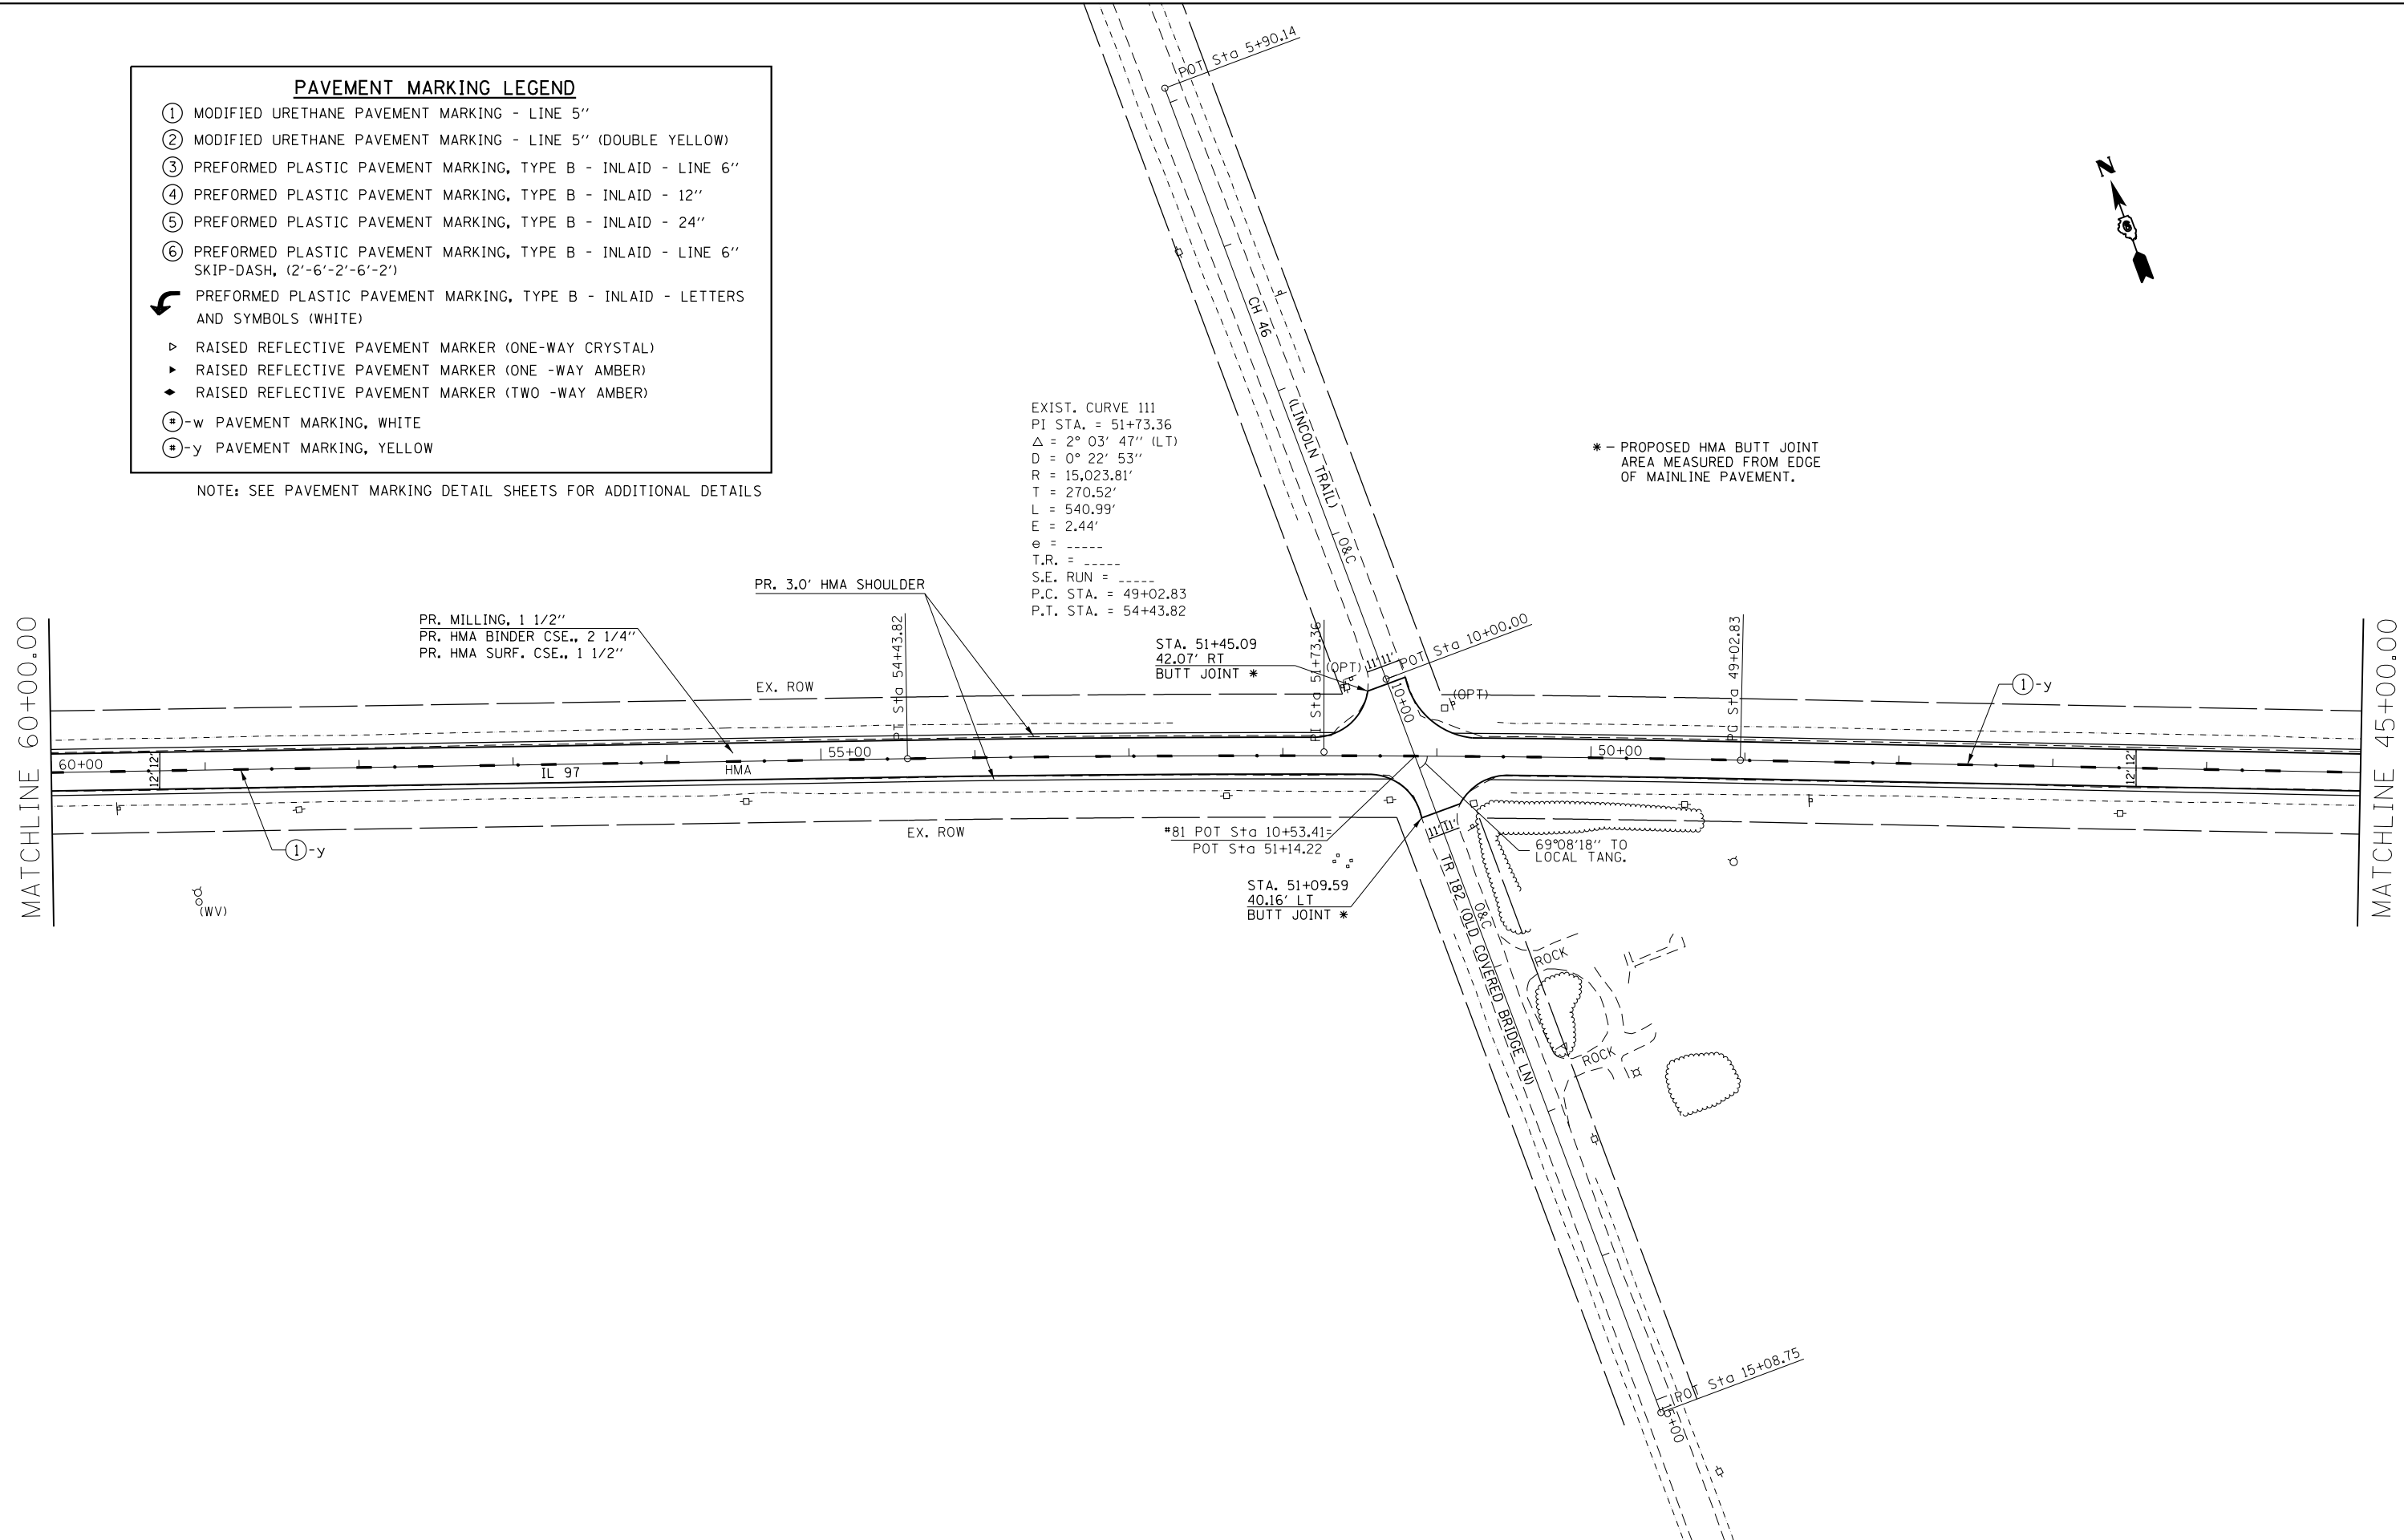 PAVEMENT MARKING LEGEND
1 MODIFIED URETHANE PAVEMENT MARKING - LINE 5''
2 MODIFIED URETHANE PAVEMENT MARKING - LINE 5'' (DOUBLE YELLOW)
3 PREFORMED PLASTIC PAVEMENT MARKING, TYPE B - INLAID - LINE 6''
4 PREFORMED PLASTIC PAVEMENT MARKING, TYPE B - INLAID - 12''
5 PREFORMED PLASTIC PAVEMENT MARKING, TYPE B - INLAID - 24''
6 PREFORMED PLASTIC PAVEMENT MARKING, TYPE B - INLAID - LINE 6''
SKIP-DASH, (2'-6'-2'-6'-2')
PREFORMED PLASTIC PAVEMENT MARKING, TYPE B - INLAID - LETTERS
AND SYMBOLS (WHITE)
RAISED REFLECTIVE PAVEMENT MARKER (ONE-WAY CRYSTAL)
RAISED REFLECTIVE PAVEMENT MARKER (ONE -WAY AMBER)
RAISED REFLECTIVE PAVEMENT MARKER (TWO -WAY AMBER)
#-w PAVEMENT MARKING, WHITE
#-y PAVEMENT MARKING, YELLOW
NOTE: SEE PAVEMENT MARKING DETAIL SHEETS FOR ADDITIONAL DETAILS
POT Sta 5+90.14
N
6
CH 46
(LINCOLN TRAIL)
O&C
EXIST. CURVE 111
PI STA. = 51+73.36
△ = 2° 03' 47'' (LT)
D = 0° 22' 53''
R = 15,023.81'
T = 270.52'
L = 540.99'
E = 2.44'
e = _____
T.R. = _____
S.E. RUN = _____
P.C. STA. = 49+02.83
P.T. STA. = 54+43.82
* - PROPOSED HMA BUTT JOINT
AREA MEASURED FROM EDGE
OF MAINLINE PAVEMENT.
PR. 3.0' HMA SHOULDER
PR. MILLING, 1 1/2''
PR. HMA BINDER CSE., 2 1/4''
PR. HMA SURF. CSE., 1 1/2''
STA. 51+45.09
42.07' RT
BUTT JOINT *
MATCHLINE 60+00.00
PT Sta 54+43.82
PI Sta 51+73.36
(OPT)
11' 11'
POT Sta 10+00.00
10+00
(OPT)
PC Sta 49+02.83
1-y
MATCHLINE 45+00.00
EX. ROW
60+00
12' 12'
IL 97
HMA
55+00
50+00
12' 12'
1-y
EX. ROW
(WV)
#81 POT Sta 10+53.41=
POT Sta 51+14.22
11' 11'
69°08'18'' TO
LOCAL TANG.
STA. 51+09.59
40.16' LT
BUTT JOINT *
TR 182 (OLD COVERED BRIDGE LN)
O&C
ROCK
ROCK
POT Sta 15+08.75
15+00